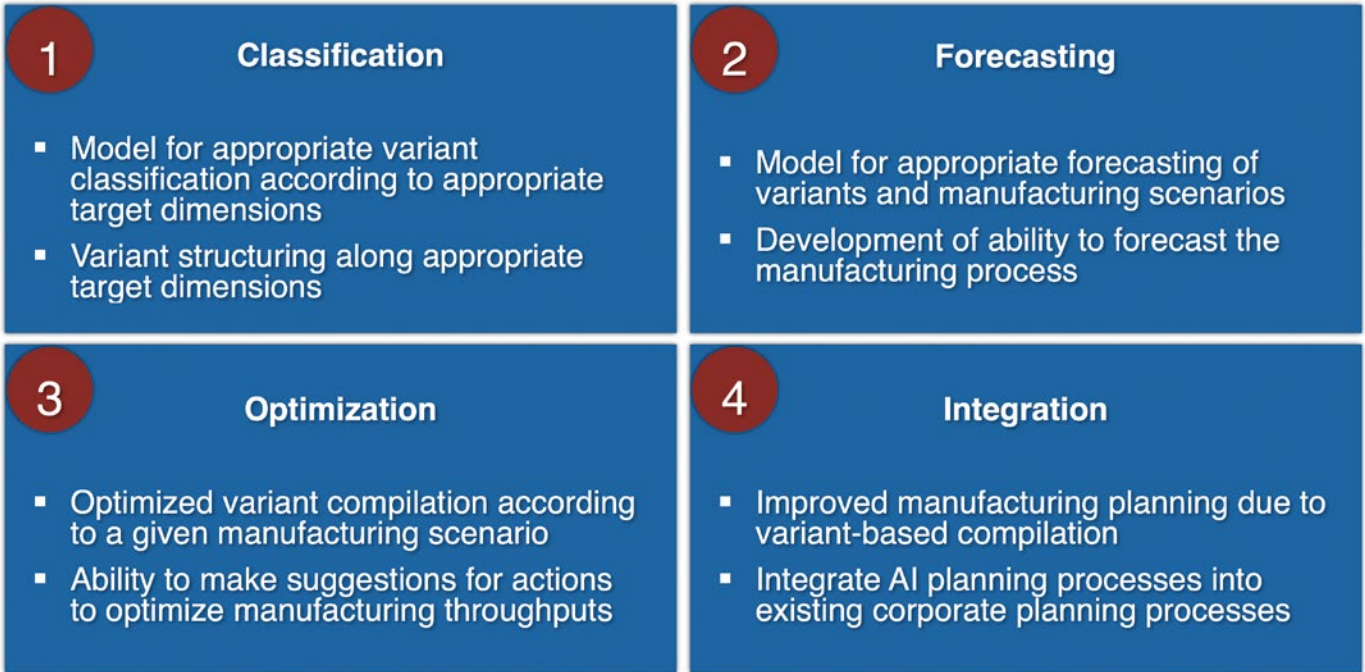 1
Classification
▪ Model for appropriate variant
classification according to appropriate
target dimensions
▪ Variant structuring along appropriate
target dimensions
2
Forecasting
▪ Model for appropriate forecasting of
variants and manufacturing scenarios
▪ Development of ability to forecast the
manufacturing process
3
Optimization
▪ Optimized variant compilation according
to a given manufacturing scenario
▪ Ability to make suggestions for actions
to optimize manufacturing throughputs
4
Integration
▪ Improved manufacturing planning due to
variant-based compilation
▪ Integrate AI planning processes into
existing corporate planning processes